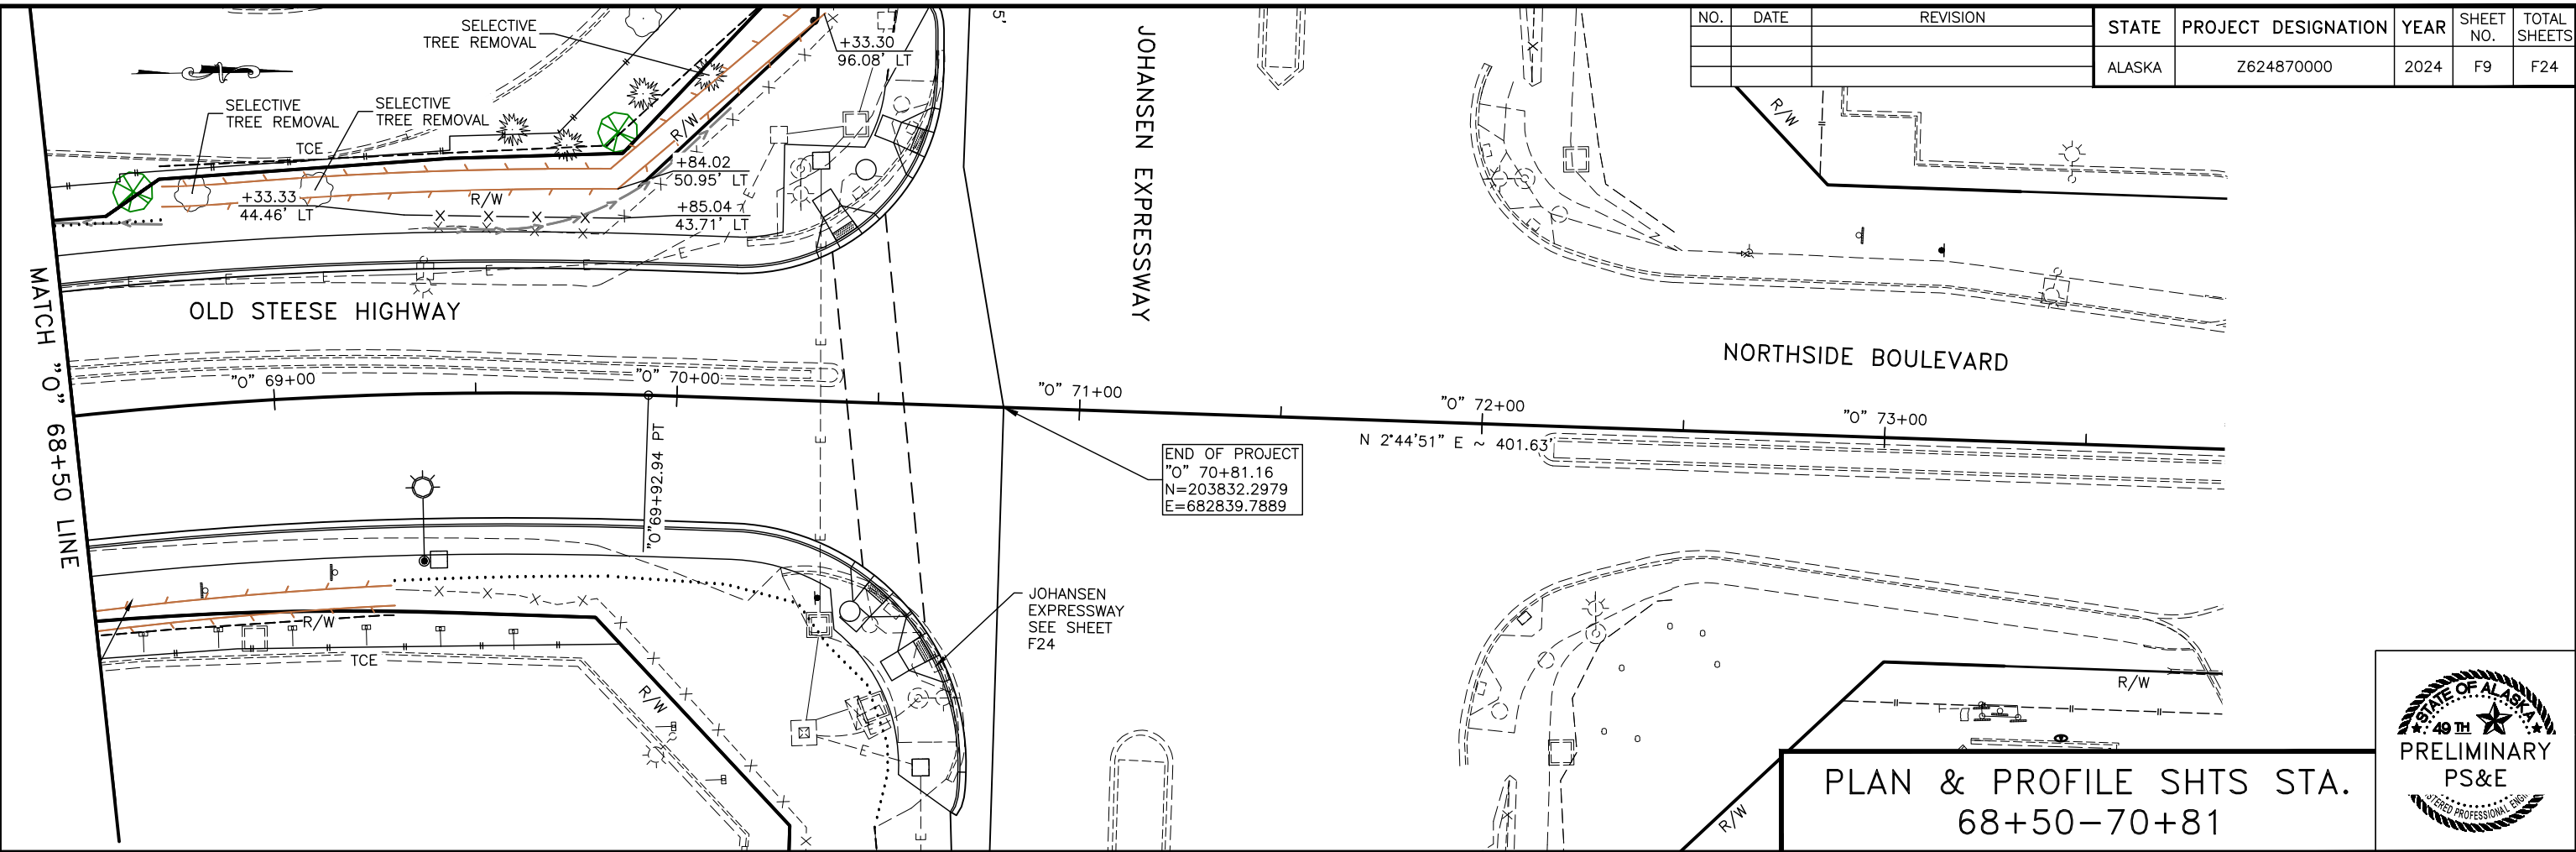 NO. DATE REVISION
STATE PROJECT DESIGNATION YEAR SHEET NO. TOTAL SHEETS
ALASKA Z624870000 2024 F9 F24
SELECTIVE
TREE REMOVAL
SELECTIVE
TREE REMOVAL
SELECTIVE
TREE REMOVAL
+33.30
96.08' LT
5'
JOHANSEN EXPRESSWAY
R/W
TCE
R/W
+84.02
50.95' LT
R/W
+33.33
44.46' LT
+85.04
43.71' LT
OLD STEESE HIGHWAY
MATCH "O" 68+50 LINE
NORTHSIDE BOULEVARD
"O" 69+00
"O" 70+00
"O" 71+00
"O" 72+00
"O" 73+00
N 2°44'51" E ~ 401.63'
"O"69+92.94 PT
END OF PROJECT
"O" 70+81.16
N=203832.2979
E=682839.7889
JOHANSEN
EXPRESSWAY
SEE SHEET
F24
R/W
TCE
R/W
R/W
R/W
PLAN & PROFILE SHTS STA.
68+50-70+81
STATE OF ALASKA
49 TH
PRELIMINARY
PS&E
PROFESSIONAL